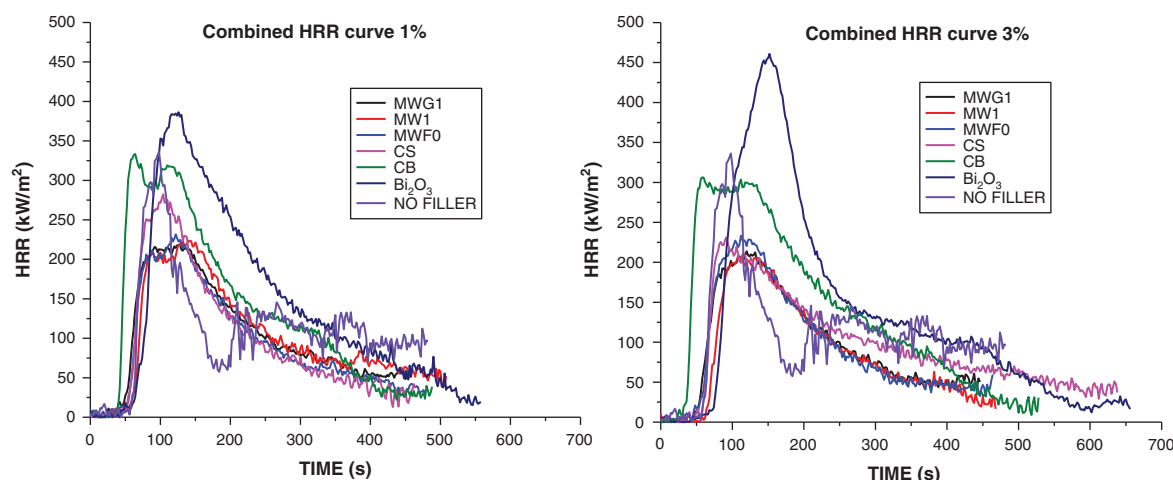 Combined HRR curve 1%
HRR (kW/m²)
500
450
400
350
300
250
200
150
100
50
0
MWG1
MW1
MWF0
CS
CB
Bi₂O₃
NO FILLER
0 100 200 300 400 500 600 700
TIME (s)
Combined HRR curve 3%
HRR (kW/m²)
500
450
400
350
300
250
200
150
100
50
0
MWG1
MW1
MWF0
CS
CB
Bi₂O₃
NO FILLER
0 100 200 300 400 500 600 700
TIME (s)